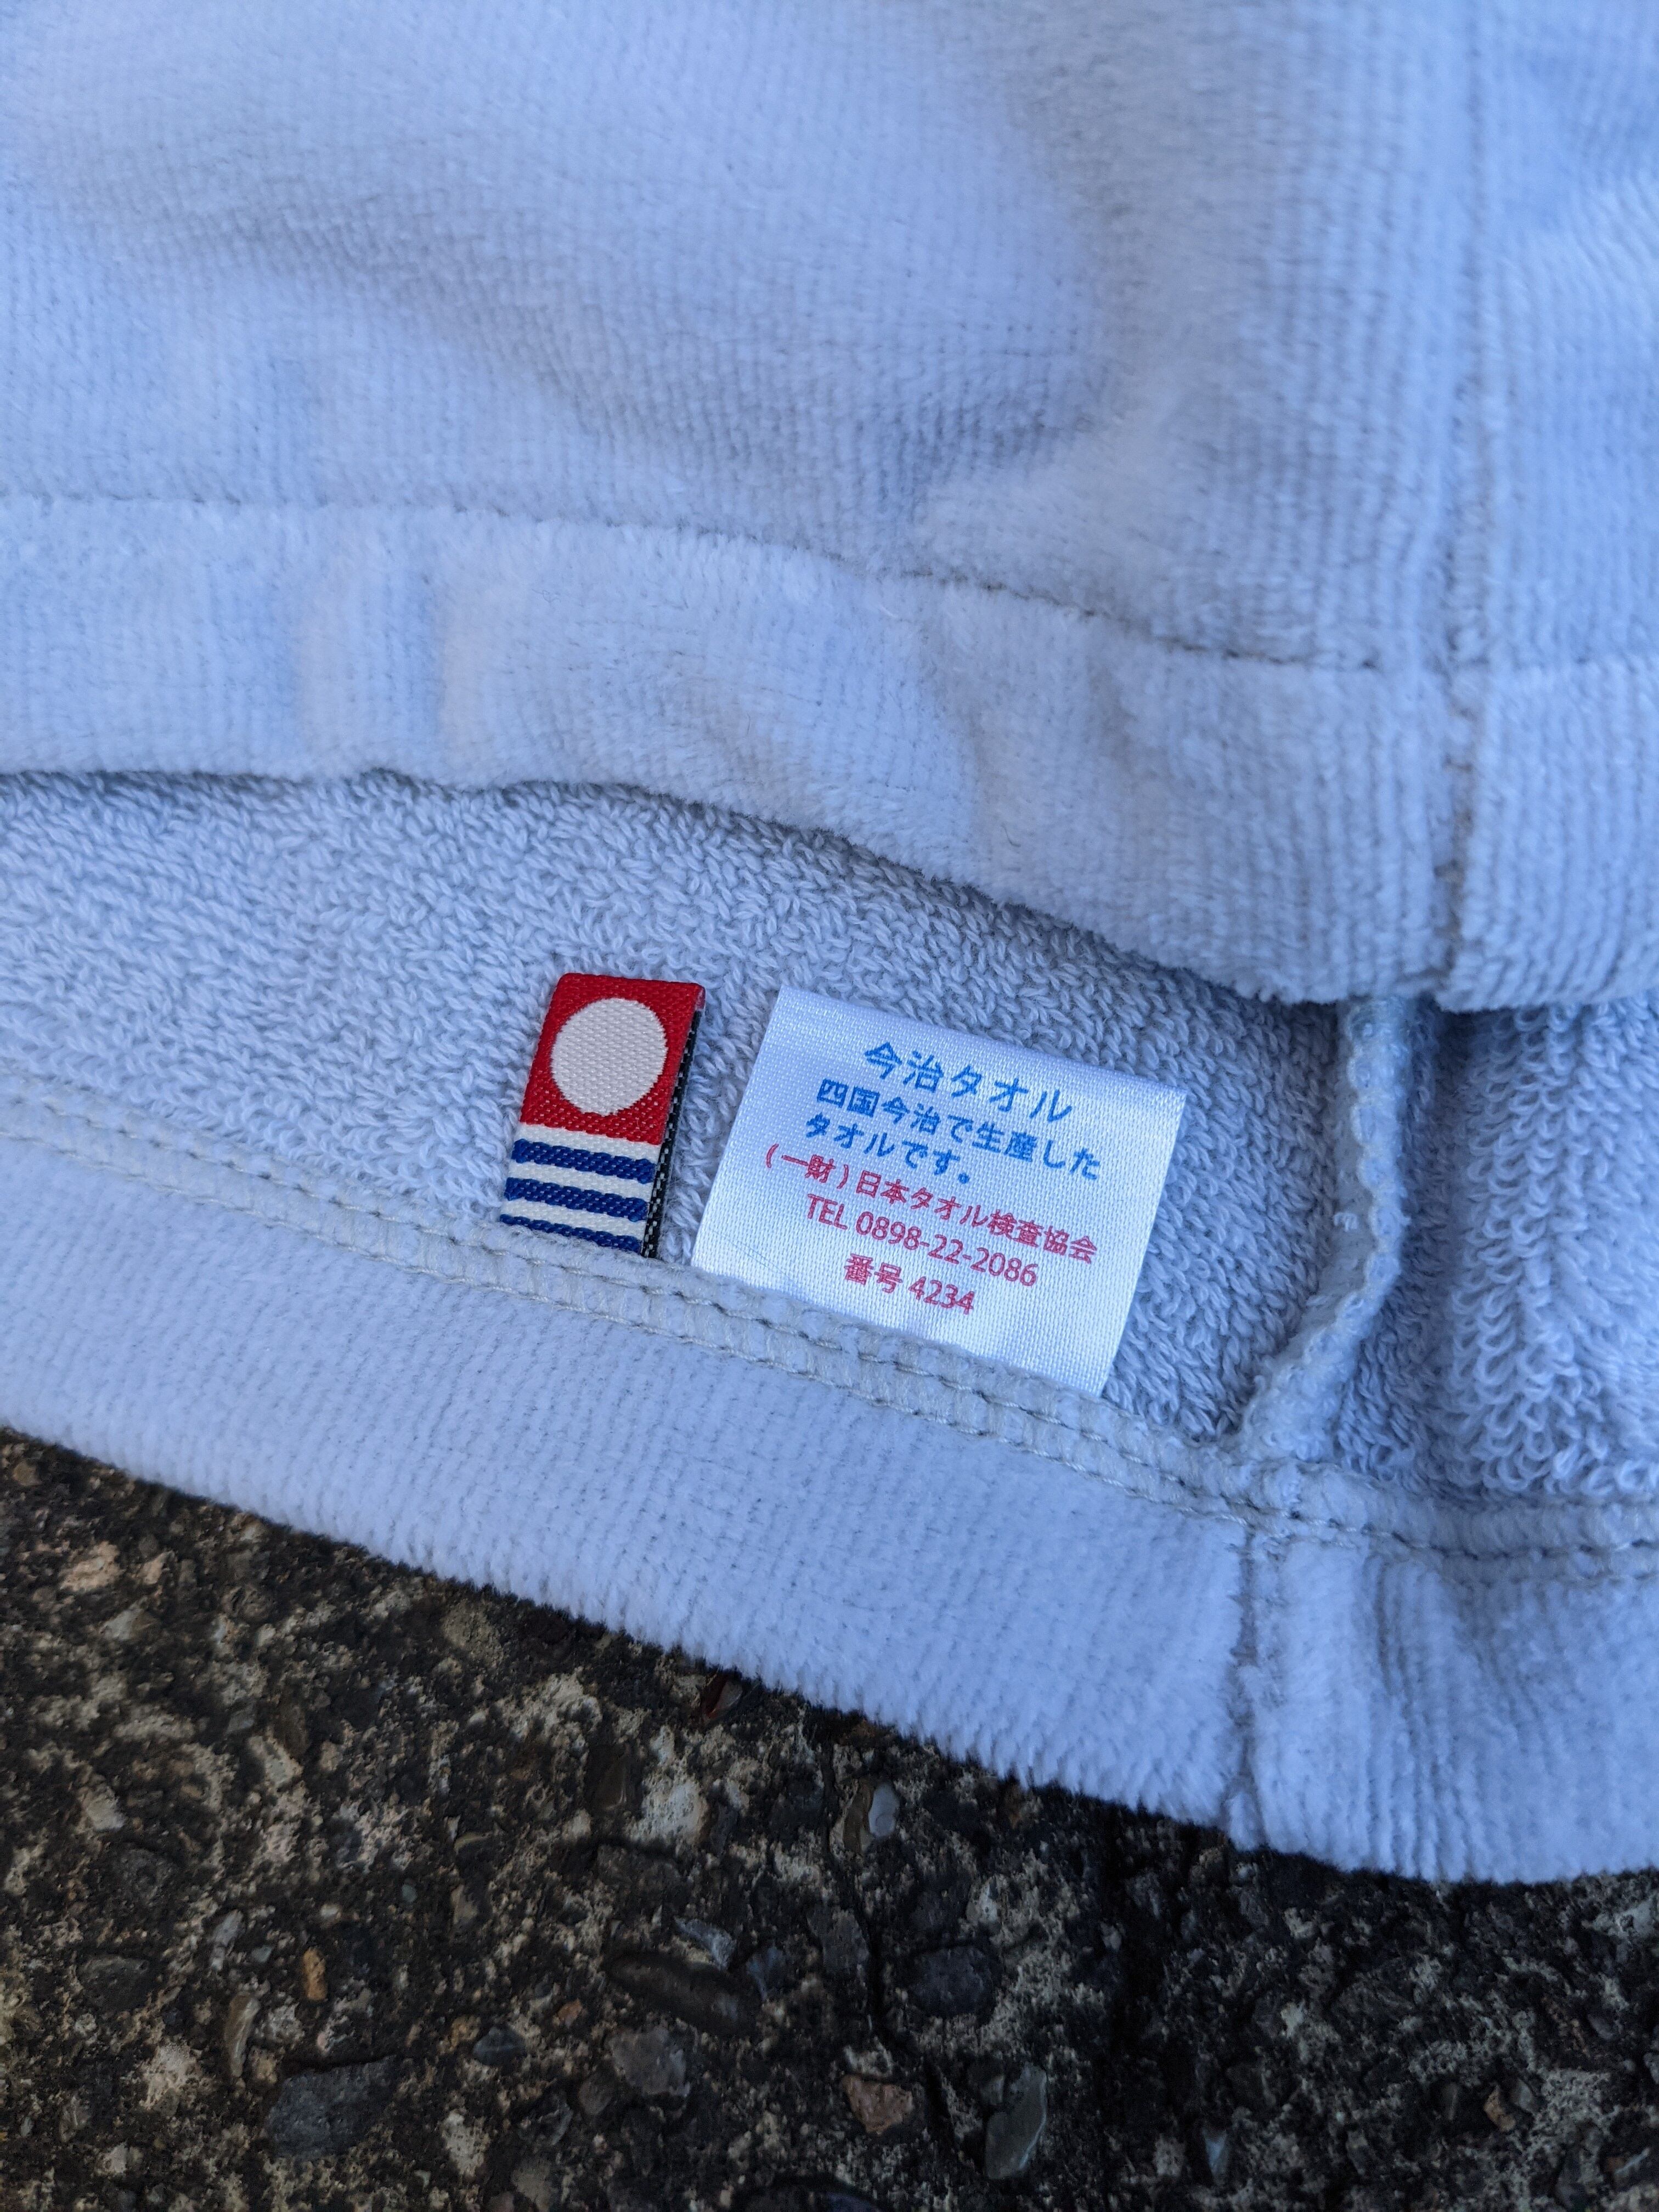 今治タオル
四国今治で生産した
タオルです。
(一財)日本タオル検査協会
TEL 0898-22-2086
番号 4234